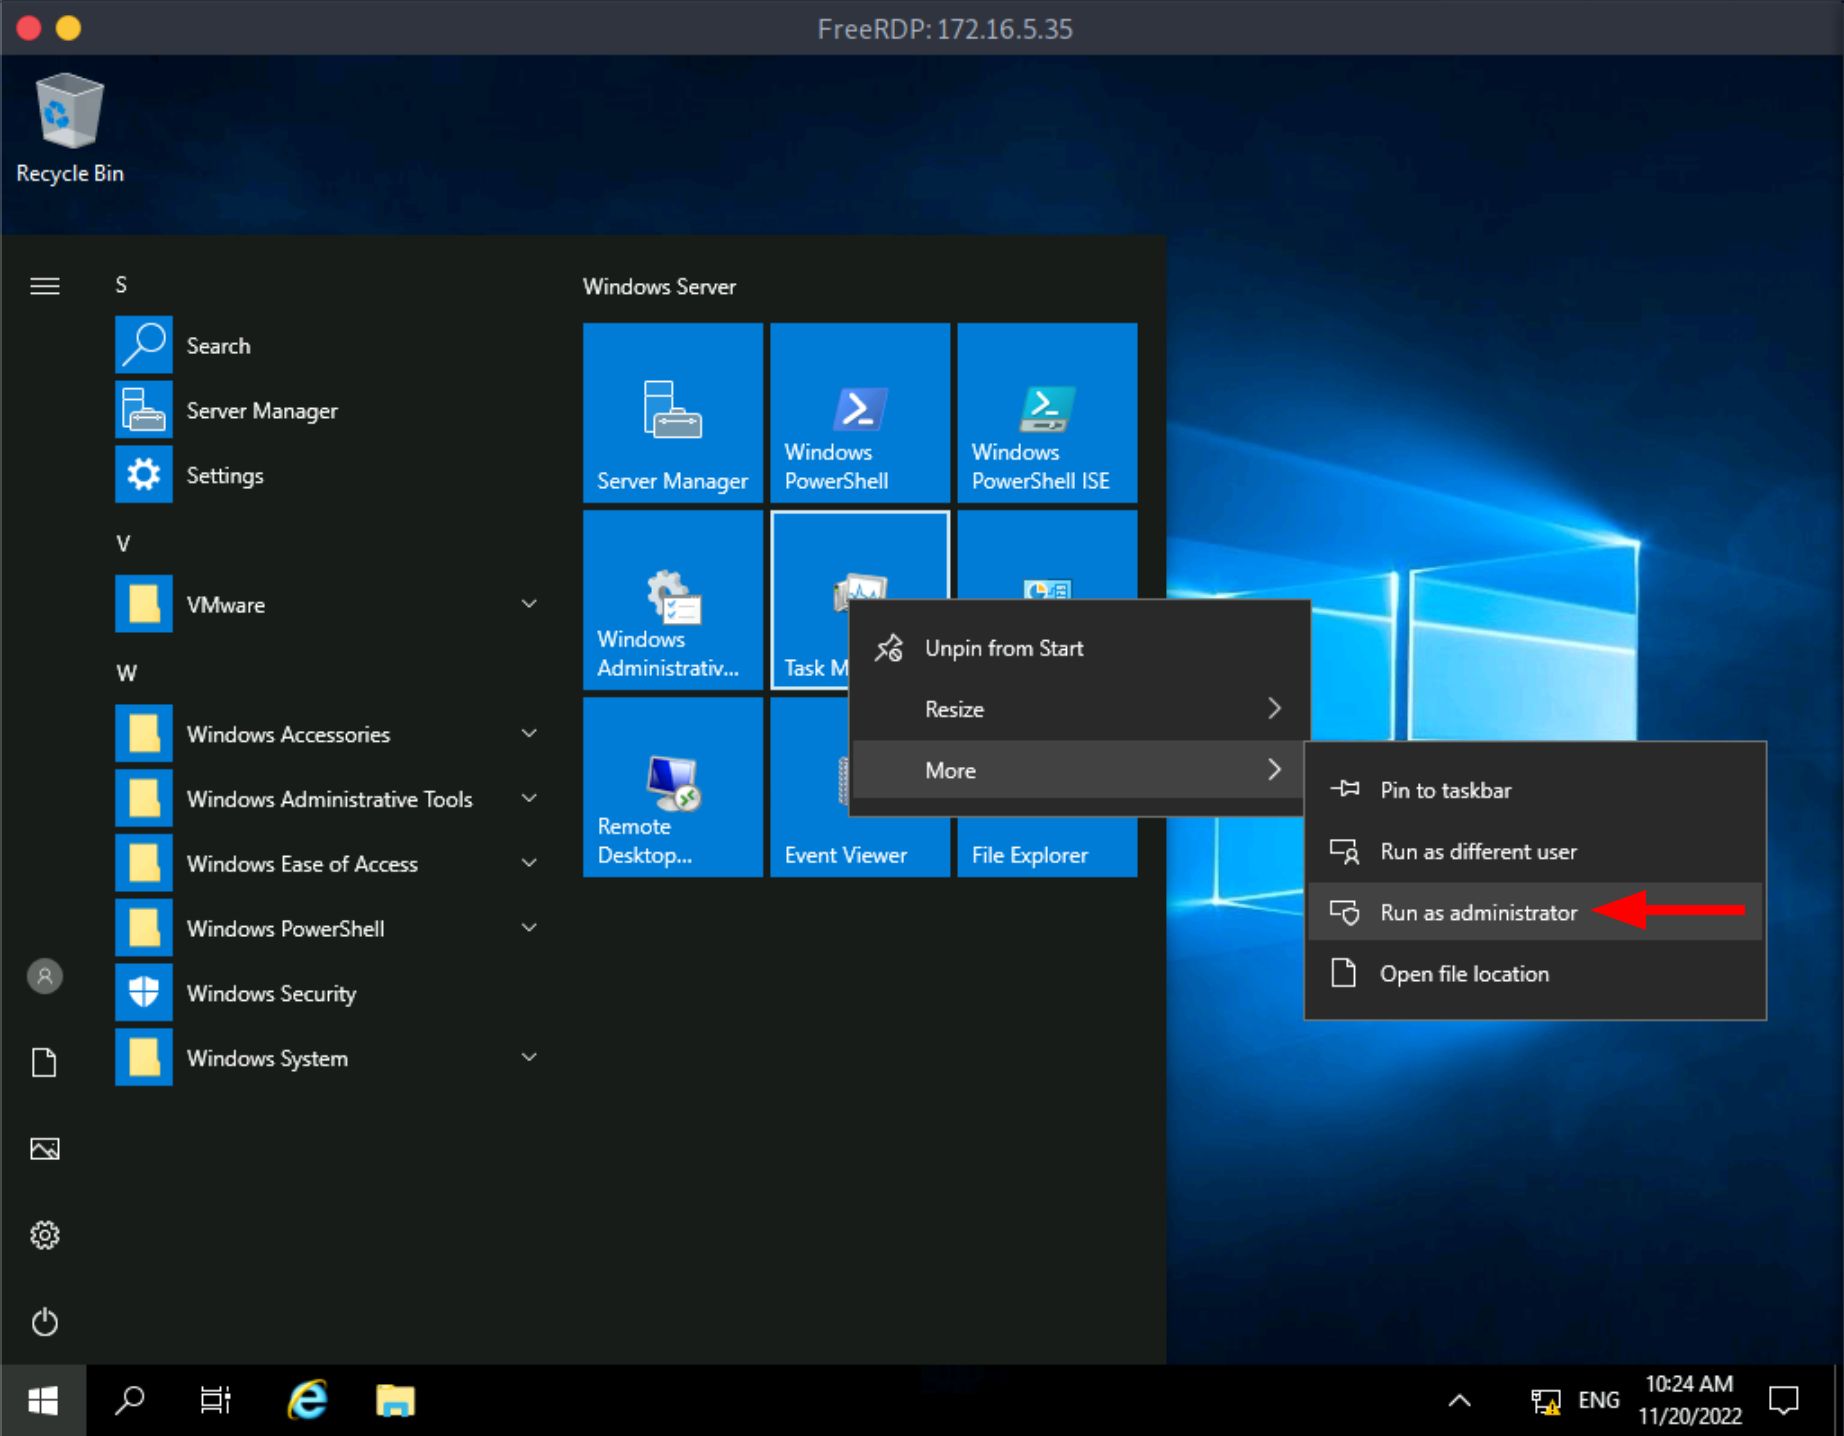 FreeRDP: 172.16.5.35
Recycle Bin
S
Search
Server Manager
Settings
V
VMware
W
Windows Accessories
Windows Administrative Tools
Windows Ease of Access
Windows PowerShell
Windows Security
Windows System
Windows Server
Server Manager
Windows
PowerShell
Windows
PowerShell ISE
Windows
Administrativ...
Task M
Remote
Desktop...
Event Viewer
File Explorer
Unpin from Start
Resize
More
Pin to taskbar
Run as different user
Run as administrator
Open file location
ENG
10:24 AM
11/20/2022